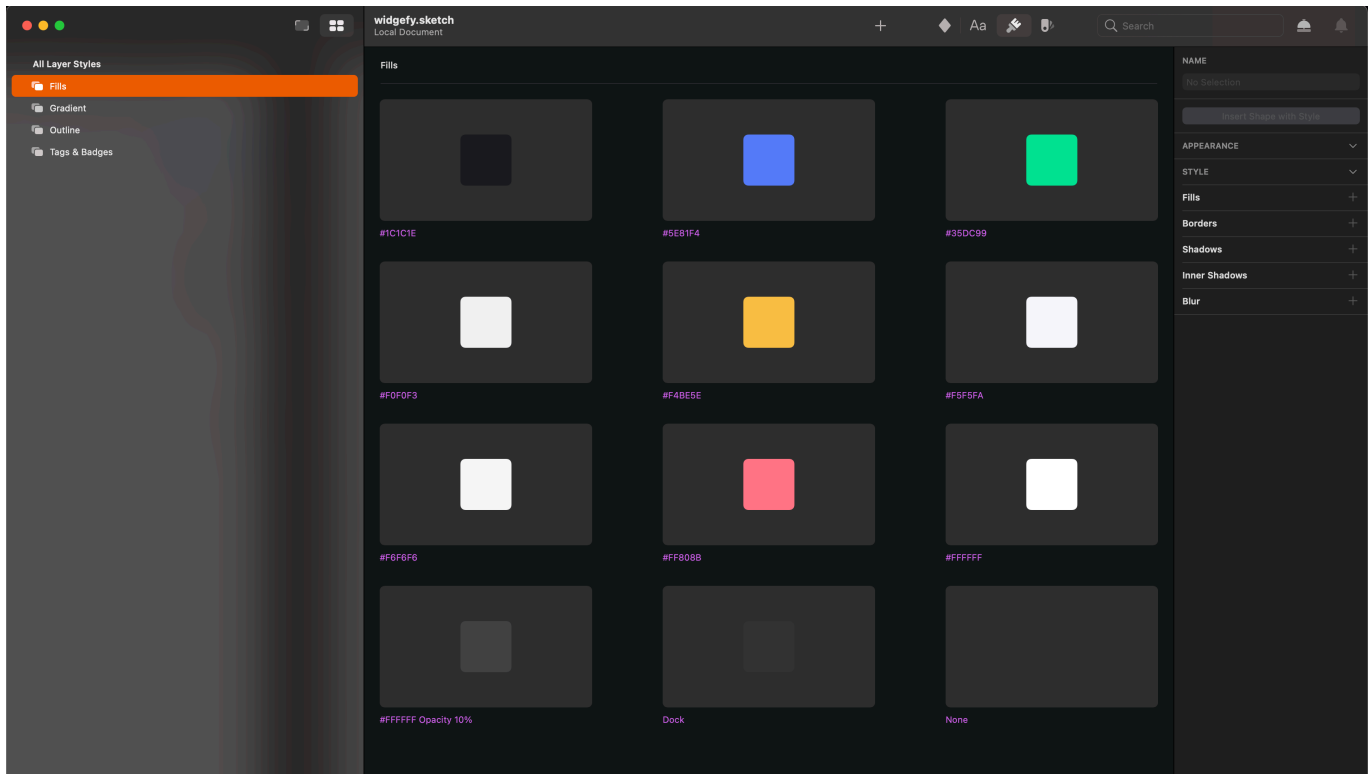 widgefy.sketch
Local Document
Aa
Search
All Layer Styles
Fills
Gradient
Outline
Tags & Badges
Fills
#1C1C1E
#5E81F4
#35DC99
#F0F0F3
#F4BE5E
#F5F5FA
#F6F6F6
#FF808B
#FFFFFF
#FFFFFF Opacity 10%
Dock
None
NAME
No Selection
Insert Shape with Style
APPEARANCE
STYLE
Fills
Borders
Shadows
Inner Shadows
Blur